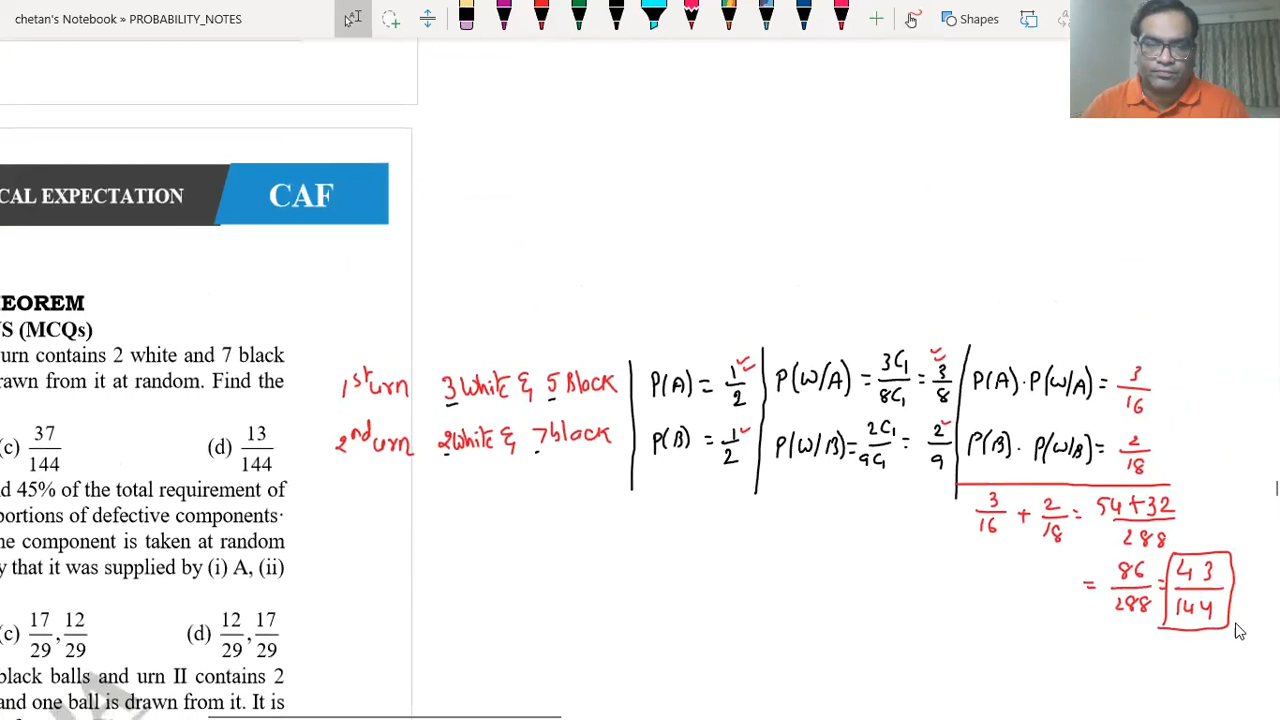 chetan's Notebook » PROBABILITY_NOTES
Shapes
CAL EXPECTATION
CAF
EOREM
S (MCQs)
urn contains 2 white and 7 black
rawn from it at random. Find the
(c) 37/144 (d) 13/144
d 45% of the total requirement of
portions of defective components·
ne component is taken at random
y that it was supplied by (i) A, (ii)
(c) 17/29, 12/29 (d) 12/29, 17/29
black balls and urn II contains 2
and one ball is drawn from it. It is
1st urn 3 White & 5 Black P(A) = 1/2 P(W/A) = 3C1/8C1 = 3/8 P(A) · P(W/A) = 3/16
2nd urn 2 White & 7 black P(B) = 1/2 P(W/B) = 2C1/9C1 = 2/9 P(B) · P(W/B) = 2/18
3/16 + 2/18 = 54+32/288
= 86/288 = 43/144